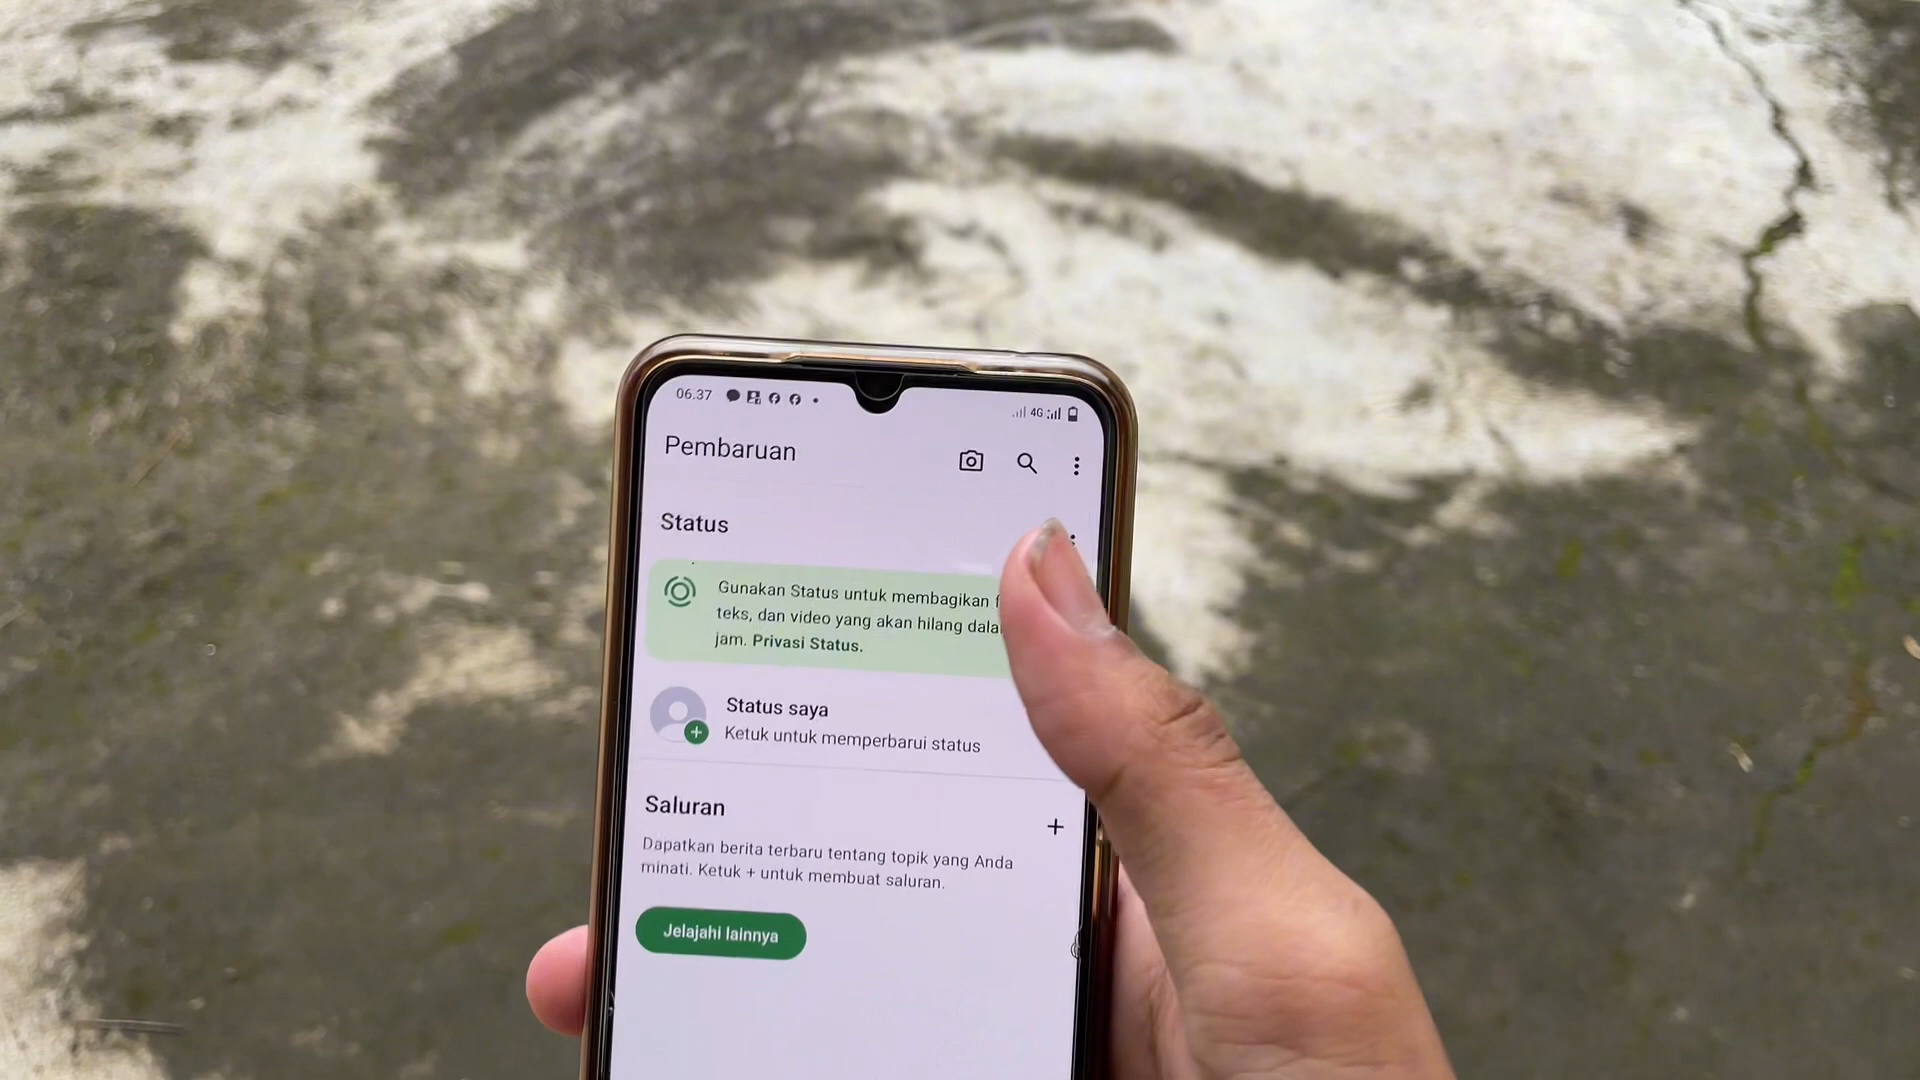 06.37
4G
Pembaruan
Status
Gunakan Status untuk membagikan
teks, dan video yang akan hilang
jam. Privasi Status.
Status saya
Ketuk untuk memperbarui status
Saluran
+
Dapatkan berita terbaru tentang topik yang Anda
minati. Ketuk + untuk membuat saluran.
Jelajahi lainnya